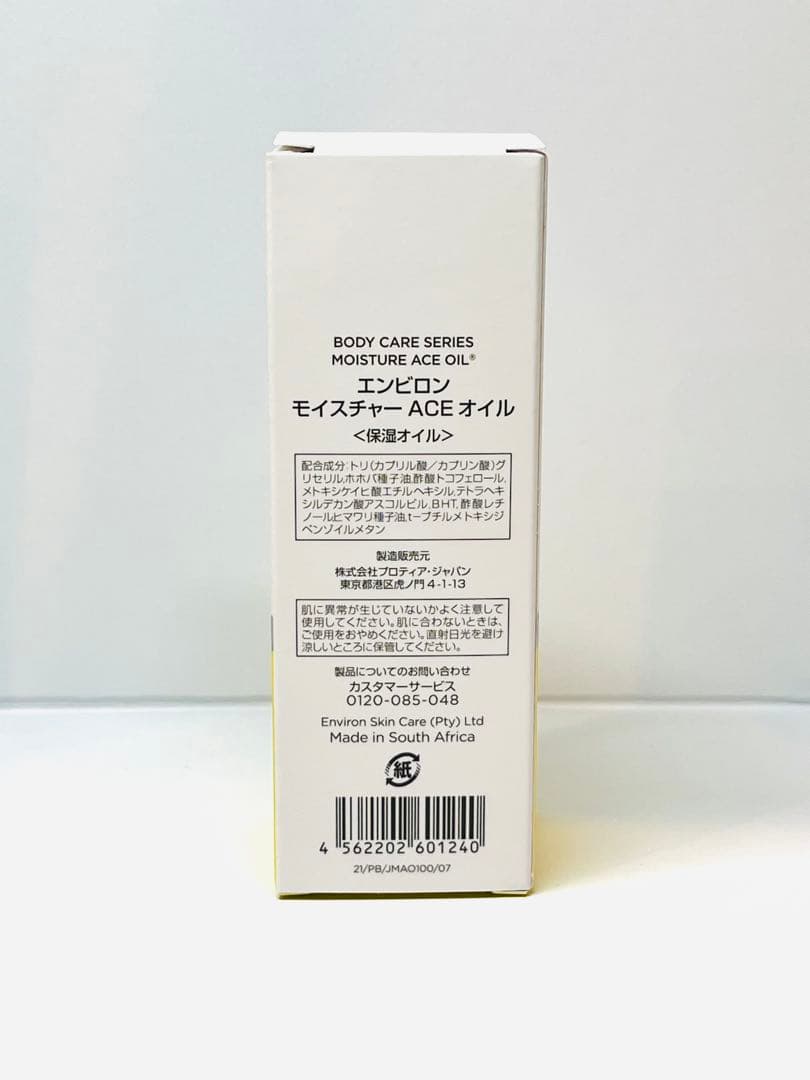 BODY CARE SERIES
MOISTURE ACE OIL®
エンビロン
モイスチャー ACE オイル
<保湿オイル>
配合成分:トリ(カプリル酸/カプリン酸)グ
リセリル,ホホバ種子油,酢酸トコフェロール,
メトキシケイヒ酸エチルヘキシル,テトラヘキ
シルデカン酸アスコルビル,BHT,酢酸レチ
ノールヒマワリ種子油,t-ブチルメトキシジ
ベンゾイルメタン
製造販売元
株式会社プロティア・ジャパン
東京都港区虎ノ門 4-1-13
肌に異常が生じていないかよく注意して
使用してください。肌に合わないときは、
ご使用をおやめください。直射日光を避け
涼しいところに保管してください。
製品についてのお問い合わせ
カスタマーサービス
0120-085-048
Environ Skin Care (Pty) Ltd
Made in South Africa
紙
4 562202 601240
21/PB/JMAO100/07